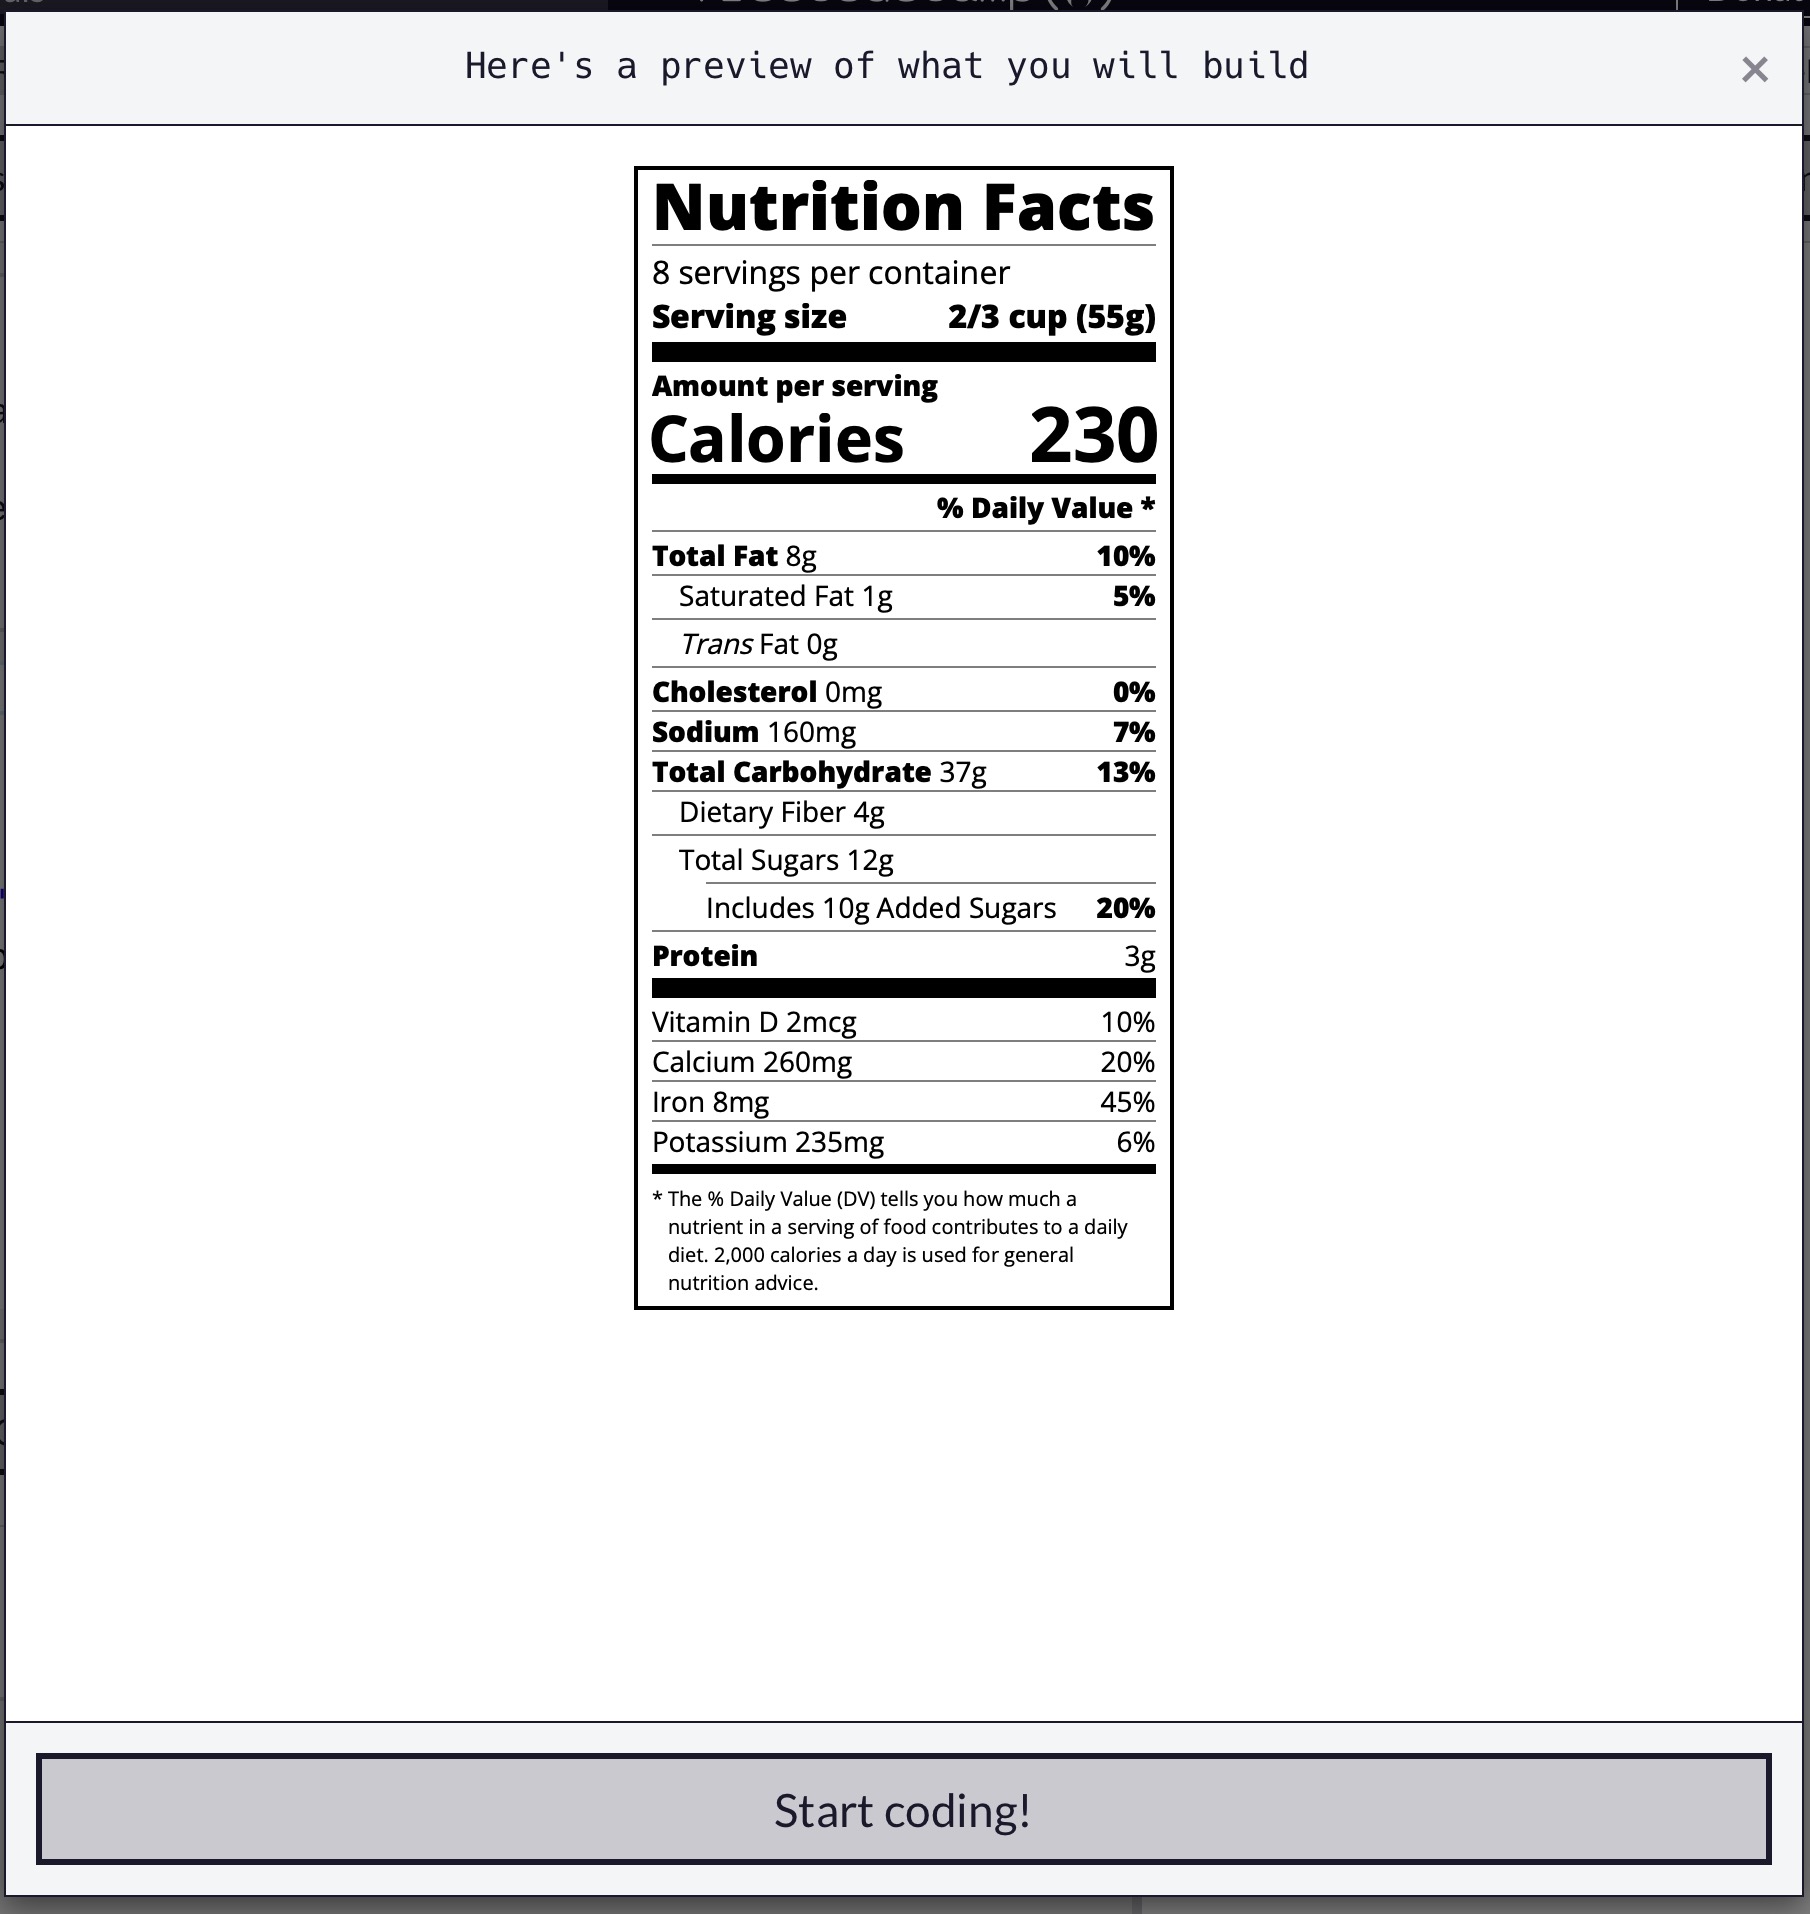 Here's a preview of what you will build
×
Nutrition Facts
8 servings per container
Serving size 2/3 cup (55g)
Amount per serving
Calories 230
% Daily Value *
Total Fat 8g 10%
Saturated Fat 1g 5%
Trans Fat 0g
Cholesterol 0mg 0%
Sodium 160mg 7%
Total Carbohydrate 37g 13%
Dietary Fiber 4g
Total Sugars 12g
Includes 10g Added Sugars 20%
Protein 3g
Vitamin D 2mcg 10%
Calcium 260mg 20%
Iron 8mg 45%
Potassium 235mg 6%
* The % Daily Value (DV) tells you how much a
nutrient in a serving of food contributes to a daily
diet. 2,000 calories a day is used for general
nutrition advice.
Start coding!